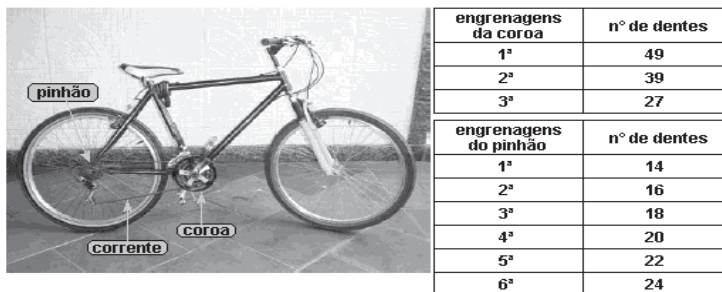 pinhão
corrente
coroa
engrenagens
da coroa
n° de dentes
1ª 49
2ª 39
3ª 27
engrenagens
do pinhão
n° de dentes
1ª 14
2ª 16
3ª 18
4ª 20
5ª 22
6ª 24